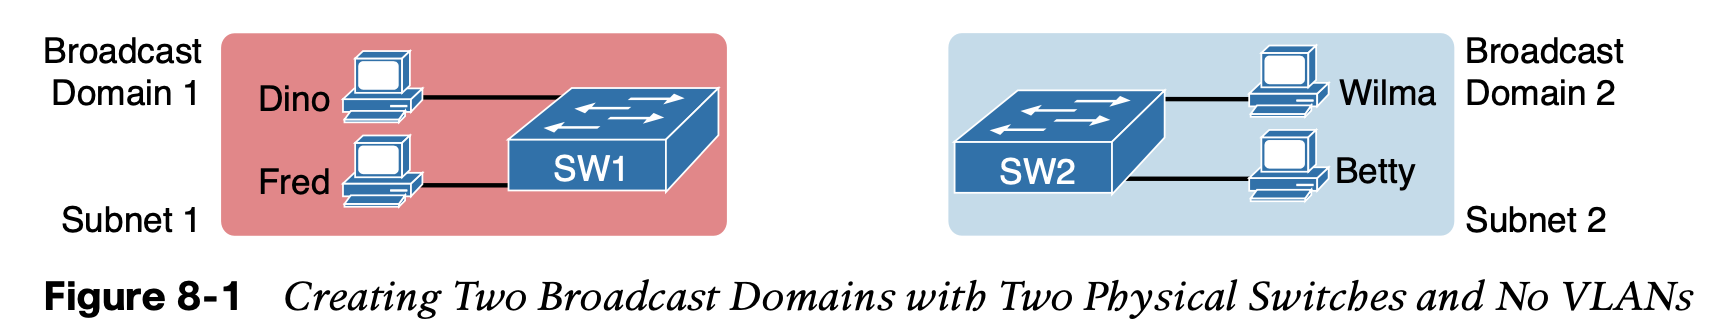 Broadcast
Domain 1
Dino
Fred
SW1
Subnet 1
SW2
Wilma
Betty
Broadcast
Domain 2
Subnet 2
Figure 8-1 Creating Two Broadcast Domains with Two Physical Switches and No VLANs